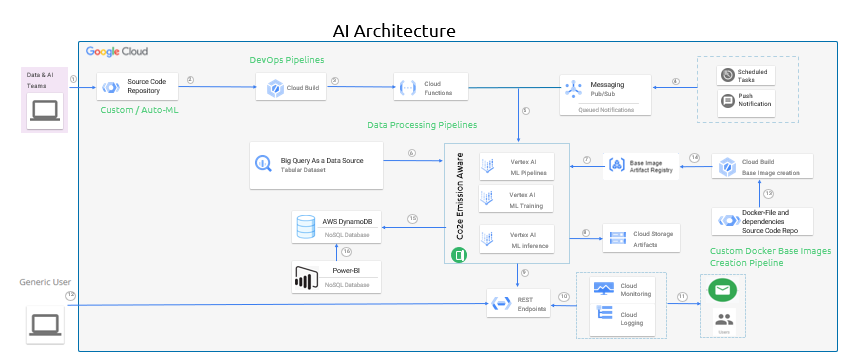 AI Architecture
Google Cloud
DevOps Pipelines
Data & AI
Teams
1
Source Code
Repository
2
Cloud Build
3
Cloud
Functions
Messaging
Pub/Sub
Queued Notifications
4
Scheduled
Tasks
Push
Notification
Custom / Auto-ML
5
Data Processing Pipelines
Big Query As a Data Source
Tabular Dataset
6
Co2e Emission Aware
Vertex AI
ML Pipelines
Vertex AI
ML Training
Vertex AI
ML Inference
7
Base Image
Artifact Registry
14
Cloud Build
Base Image creation
13
Docker-File and
dependencies
Source Code Repo
AWS DynamoDB
NoSQL Database
15
16
Power-BI
NoSQL Database
8
Cloud Storage
Artifacts
Custom Docker Base Images
Creation Pipeline
9
Generic User
12
REST
Endpoints
10
Cloud
Monitoring
Cloud
Logging
11
Users